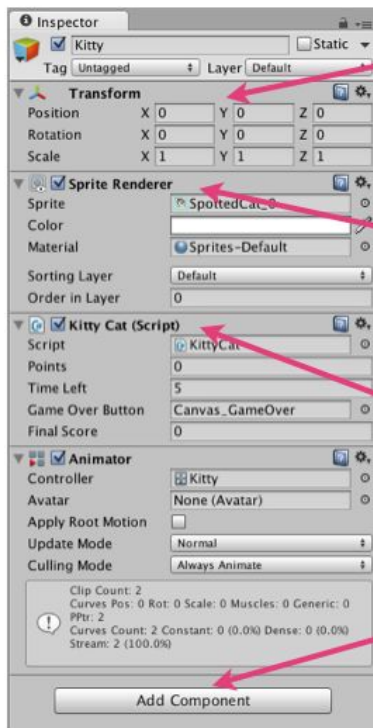 Inspector
Kitty Static
Tag Untagged Layer Default
Transform
Position X 0 Y 0 Z 0
Rotation X 0 Y 0 Z 0
Scale X 1 Y 1 Z 1
Sprite Renderer
Sprite SpottedCat_0
Color
Material Sprites-Default
Sorting Layer Default
Order in Layer 0
Kitty Cat (Script)
Script KittyCat
Points 0
Time Left 5
Game Over Button Canvas_GameOver
Final Score 0
Animator
Controller Kitty
Avatar None (Avatar)
Apply Root Motion
Update Mode Normal
Culling Mode Always Animate
Clip Count: 2
Curves Pos: 0 Rot: 0 Scale: 0 Muscles: 0 Generic: 0
PPtr: 2
Curves Count: 2 Constant: 0 (0.0%) Dense: 0 (0.0%)
Stream: 2 (100.0%)
Add Component